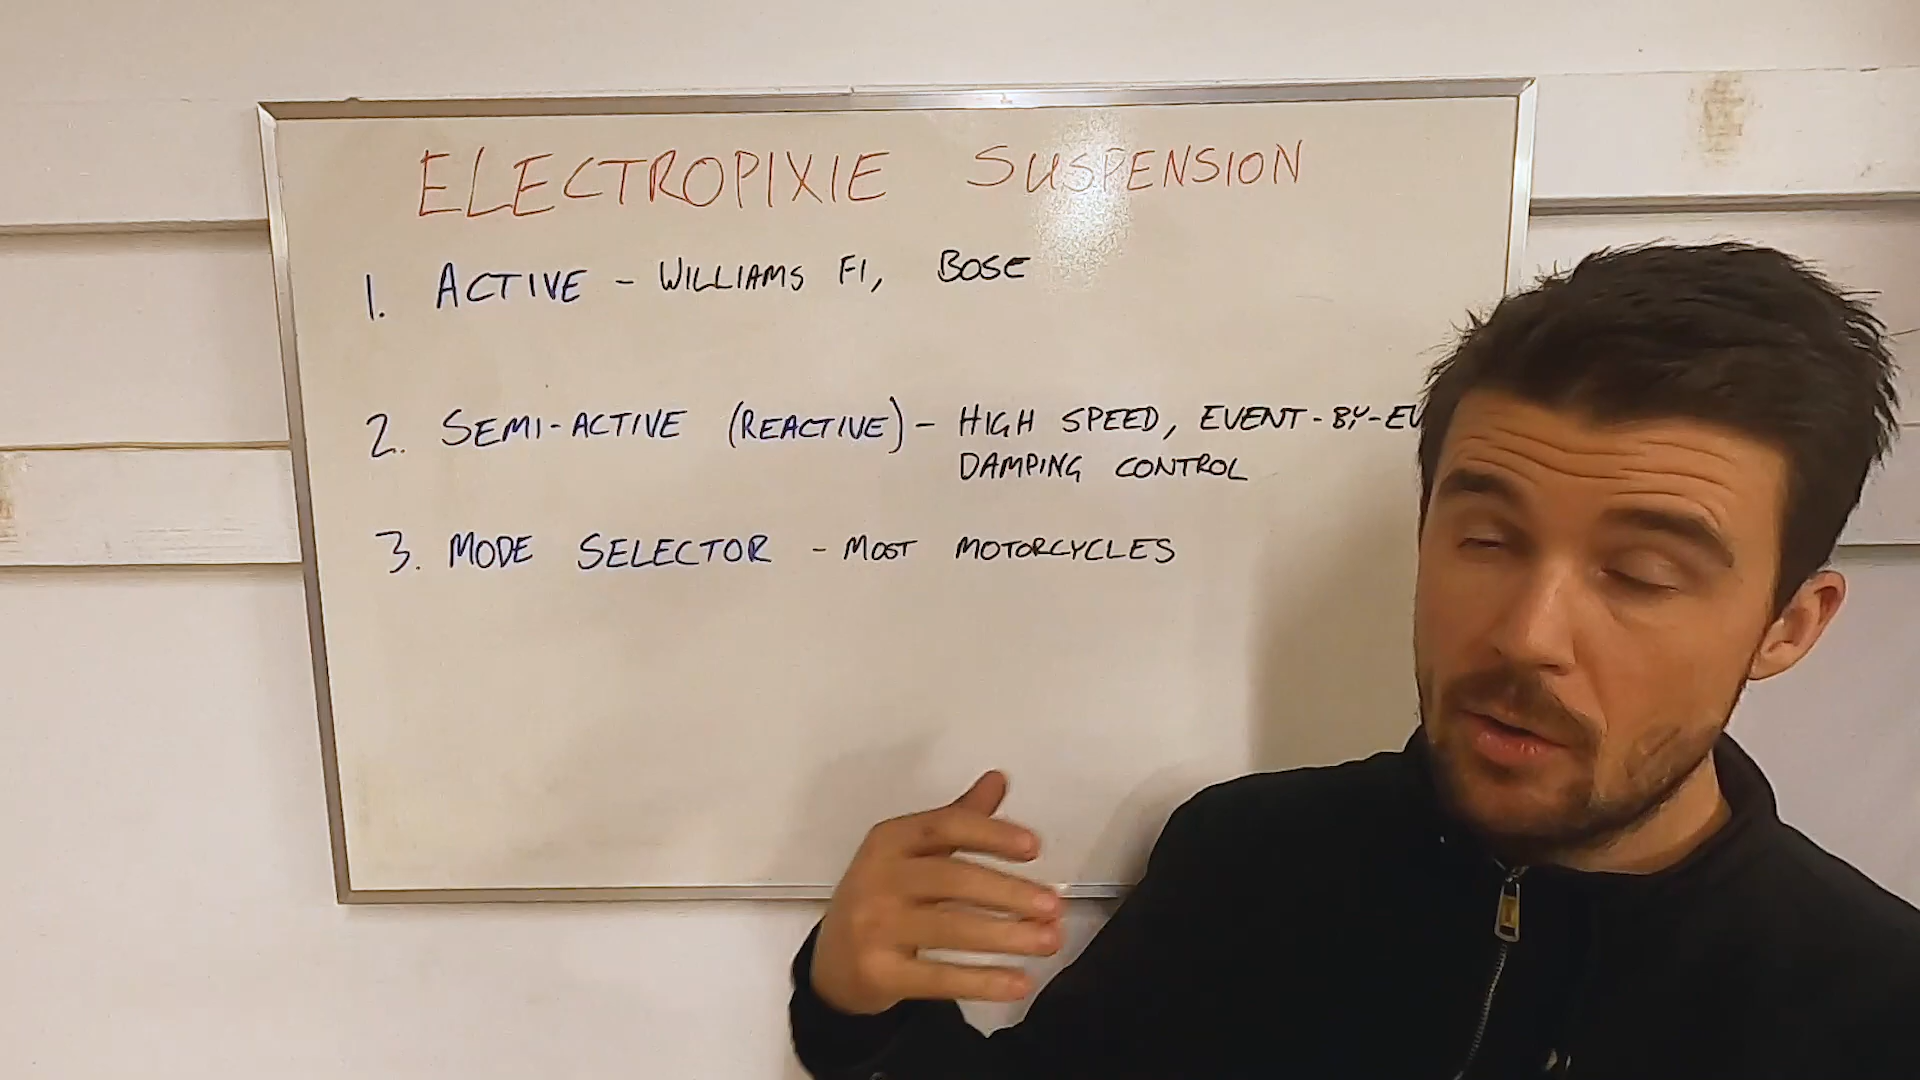 ELECTROPIXIE SUSPENSION
1. ACTIVE - WILLIAMS F1, BOSE
2. SEMI-ACTIVE (REACTIVE) - HIGH SPEED, EVENT-BY-EV
DAMPING CONTROL
3. MODE SELECTOR - MOST MOTORCYCLES